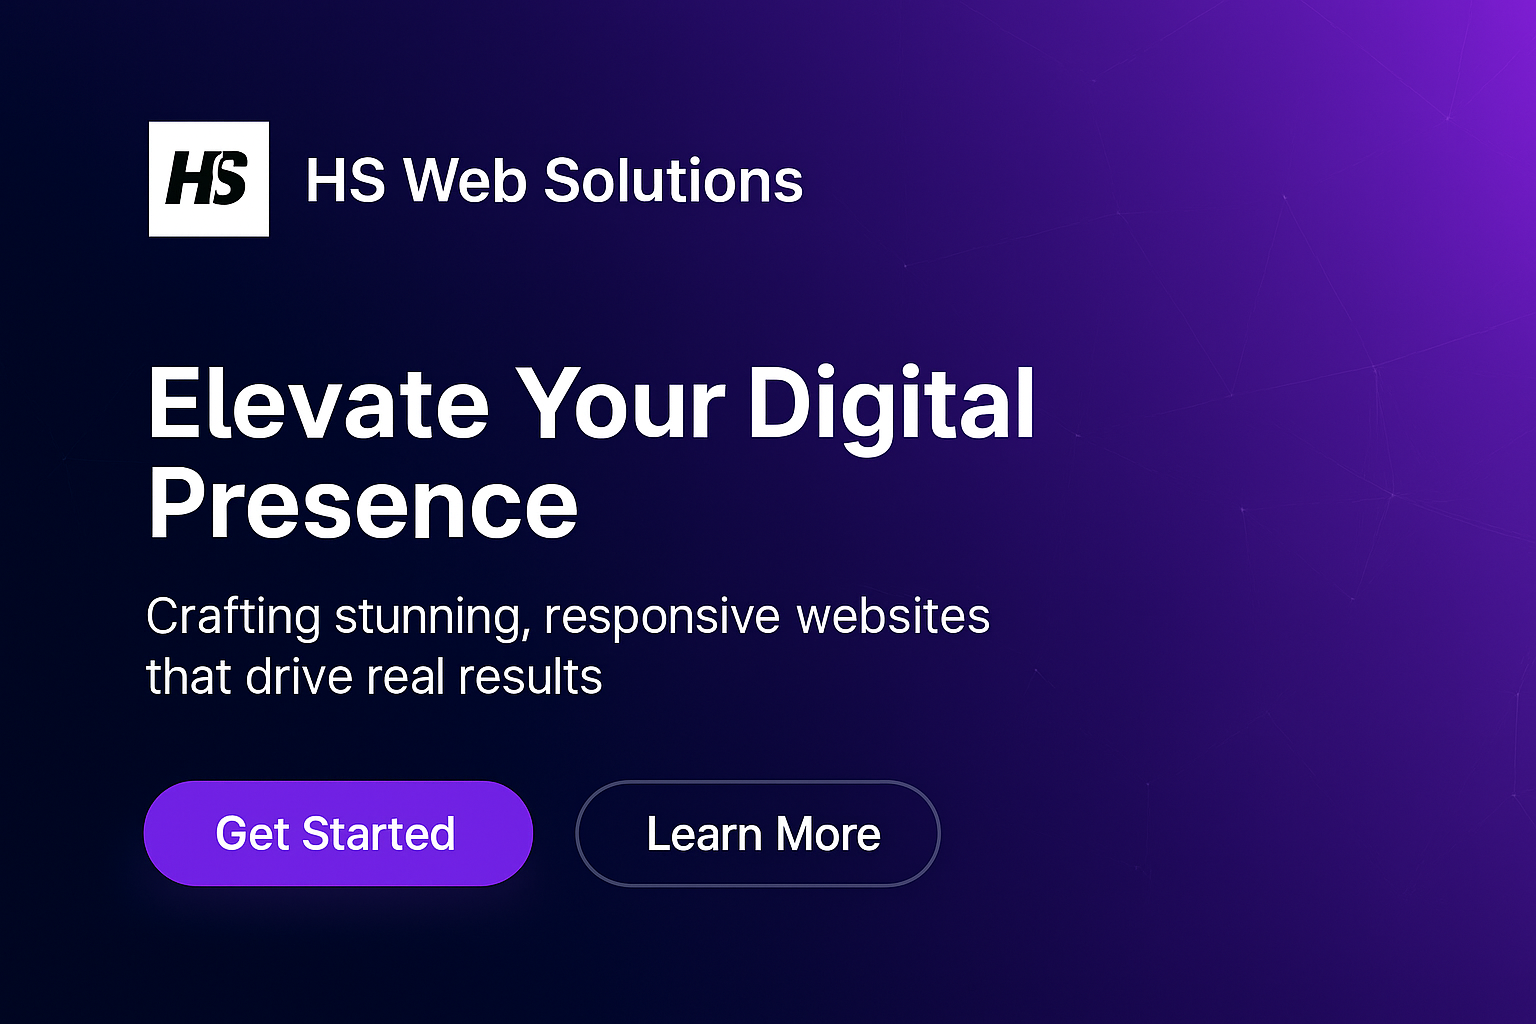 HS
HS Web Solutions
Elevate Your Digital
Presence
Crafting stunning, responsive websites
that drive real results
Get Started
Learn More